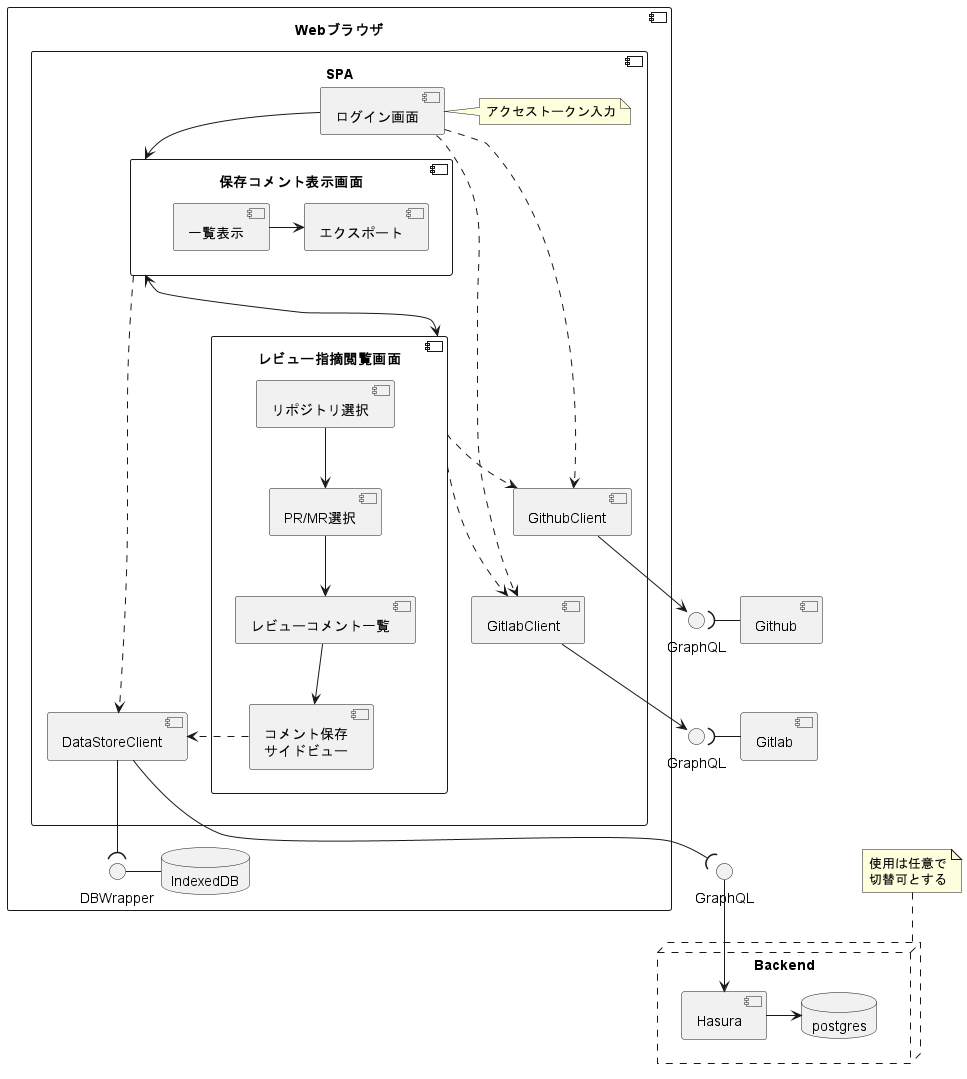 Webブラウザ
SPA
ログイン画面
アクセストークン入力
保存コメント表示画面
一覧表示
エクスポート
レビュー指摘閲覧画面
リポジトリ選択
PR/MR選択
GithubClient
レビューコメント一覧
GitlabClient
GraphQL
Github
コメント保存
サイドビュー
DataStoreClient
GraphQL
Gitlab
DBWrapper
IndexedDB
GraphQL
使用は任意で
切替可とする
Backend
Hasura
postgres